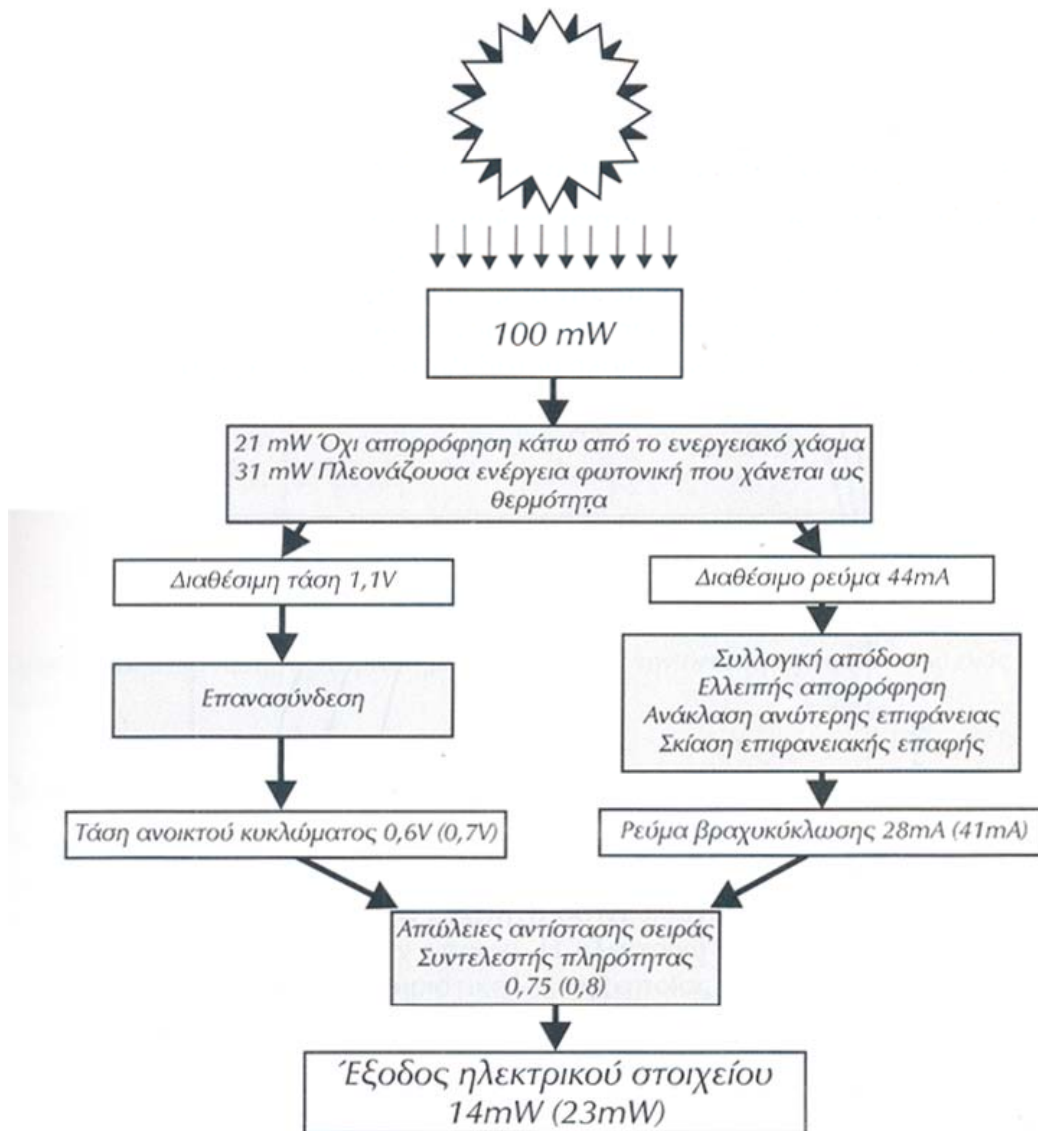 100 mW
21 mW Όχι απορρόφηση κάτω από το ενεργειακό χάσμα
31 mW Πλεονάζουσα ενέργεια φωτονική που χάνεται ως
θερμότητα
Διαθέσιμη τάση 1,1V
Διαθέσιμο ρεύμα 44mA
Επανασύνδεση
Συλλογική απόδοση
Ελλειπής απορρόφηση
Ανάκλαση ανώτερης επιφάνειας
Σκίαση επιφανειακής επαφής
Τάση ανοικτού κυκλώματος 0,6V (0,7V)
Ρεύμα βραχυκύκλωσης 28mA (41mA)
Απώλειες αντίστασης σειράς
Συντελεστής πληρότητας
0,75 (0,8)
Έξοδος ηλεκτρικού στοιχείου
14mW (23mW)